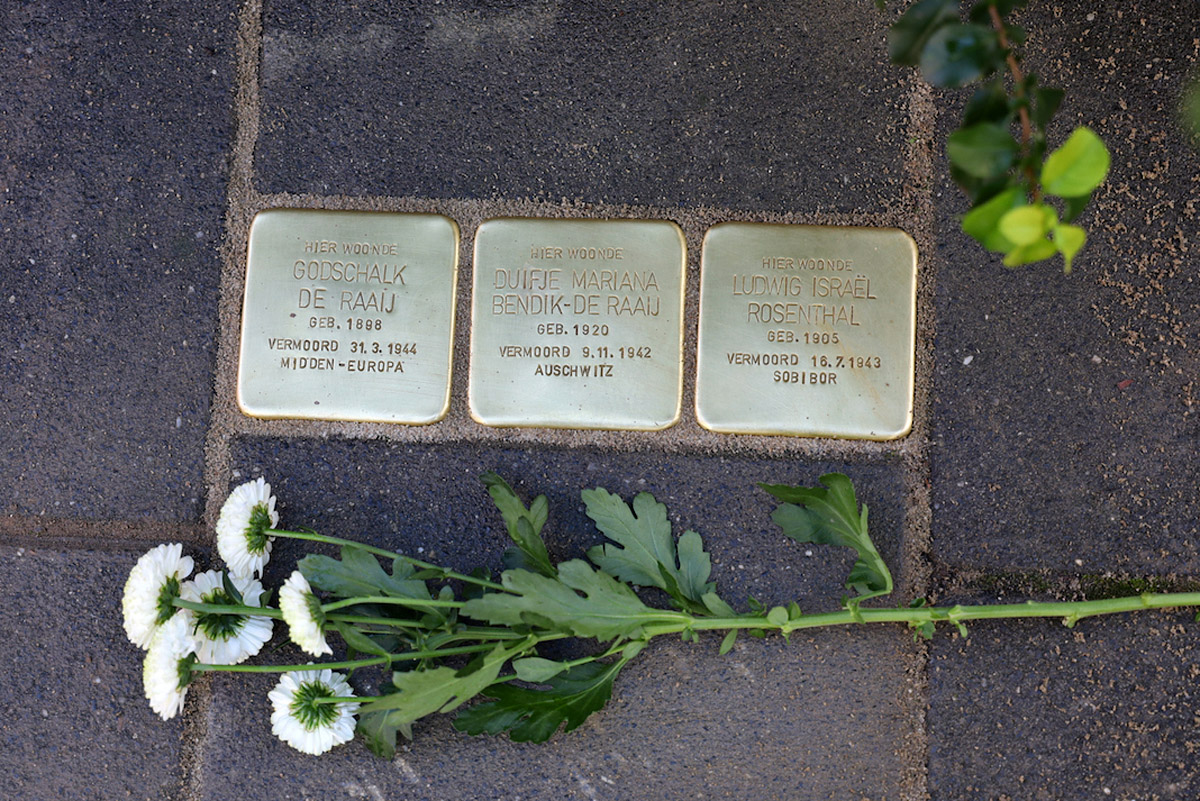 HIER WOONDE
GODSCHALK
DE RAAIJ
GEB. 1898
VERMOORD 31.3.1944
MIDDEN-EUROPA
HIER WOONDE
DUIFJE MARIANA
BENDIK-DE RAAIJ
GEB. 1920
VERMOORD 9.11.1942
AUSCHWITZ
HIER WOONDE
LUDWIG ISRAËL
ROSENTHAL
GEB. 1905
VERMOORD 16.7.1943
SOBIBOR